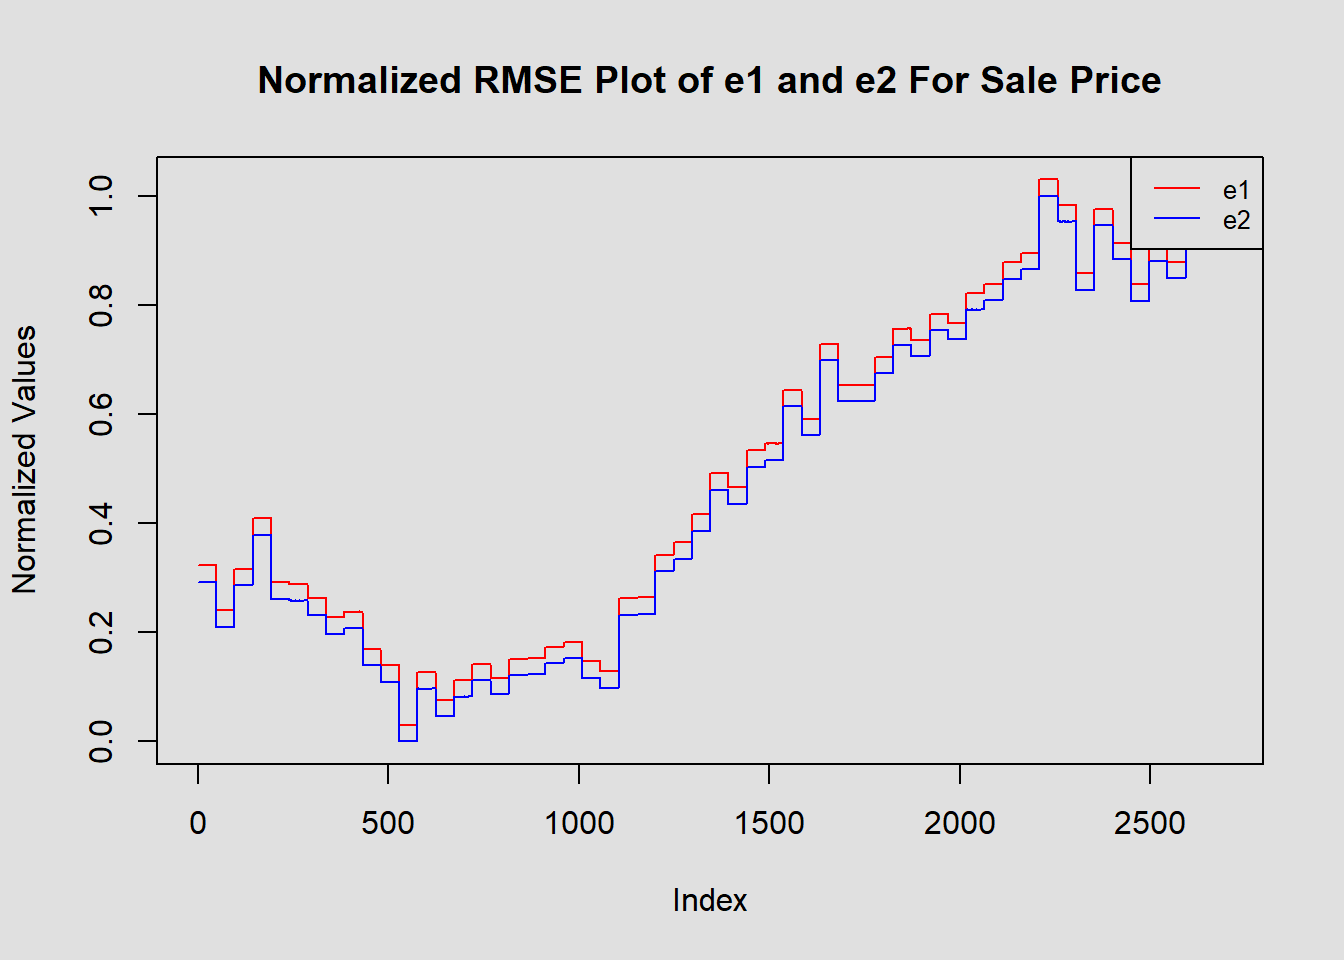 Normalized RMSE Plot of e1 and e2 For Sale Price
e1
e2
Normalized Values
1.0
0.8
0.6
0.4
0.2
0.0
0 500 1000 1500 2000 2500
Index